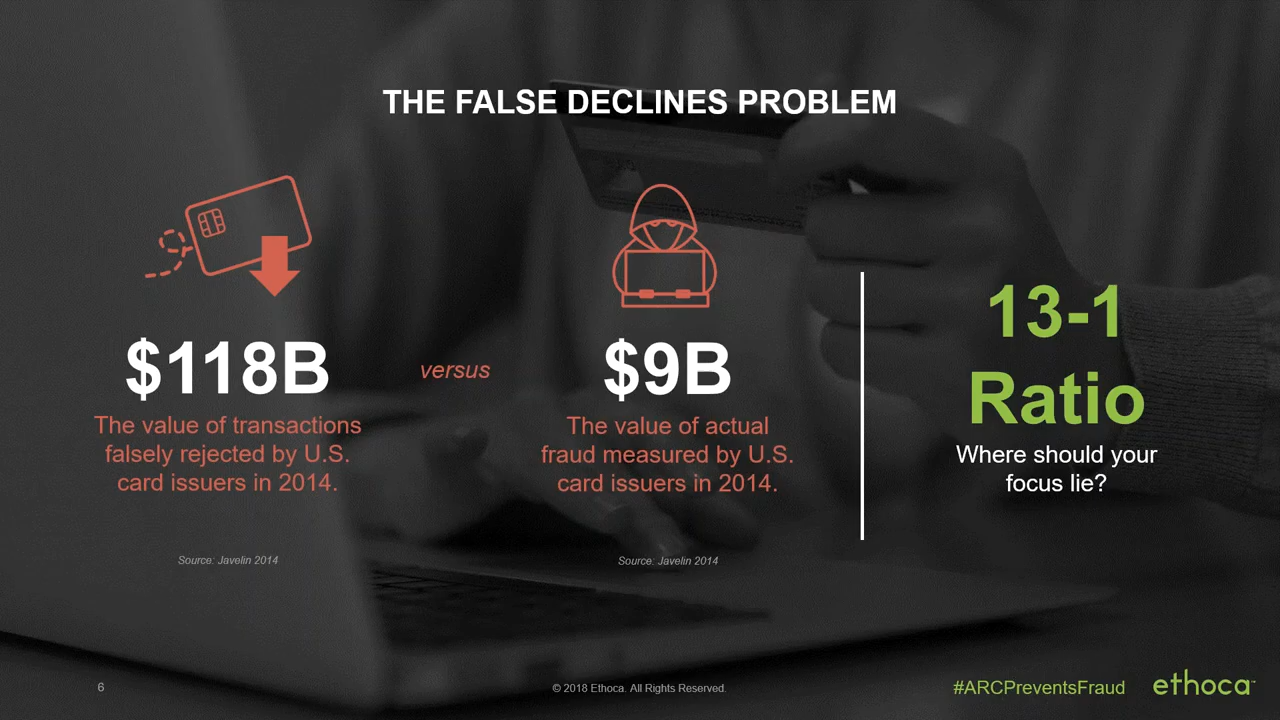 THE FALSE DECLINES PROBLEM
$118B
The value of transactions
falsely rejected by U.S.
card issuers in 2014.
Source: Javelin 2014
versus
$9B
The value of actual
fraud measured by U.S.
card issuers in 2014.
Source: Javelin 2014
13-1
Ratio
Where should your
focus lie?
6
© 2018 Ethoca. All Rights Reserved.
#ARCPreventsFraud
ethoca™